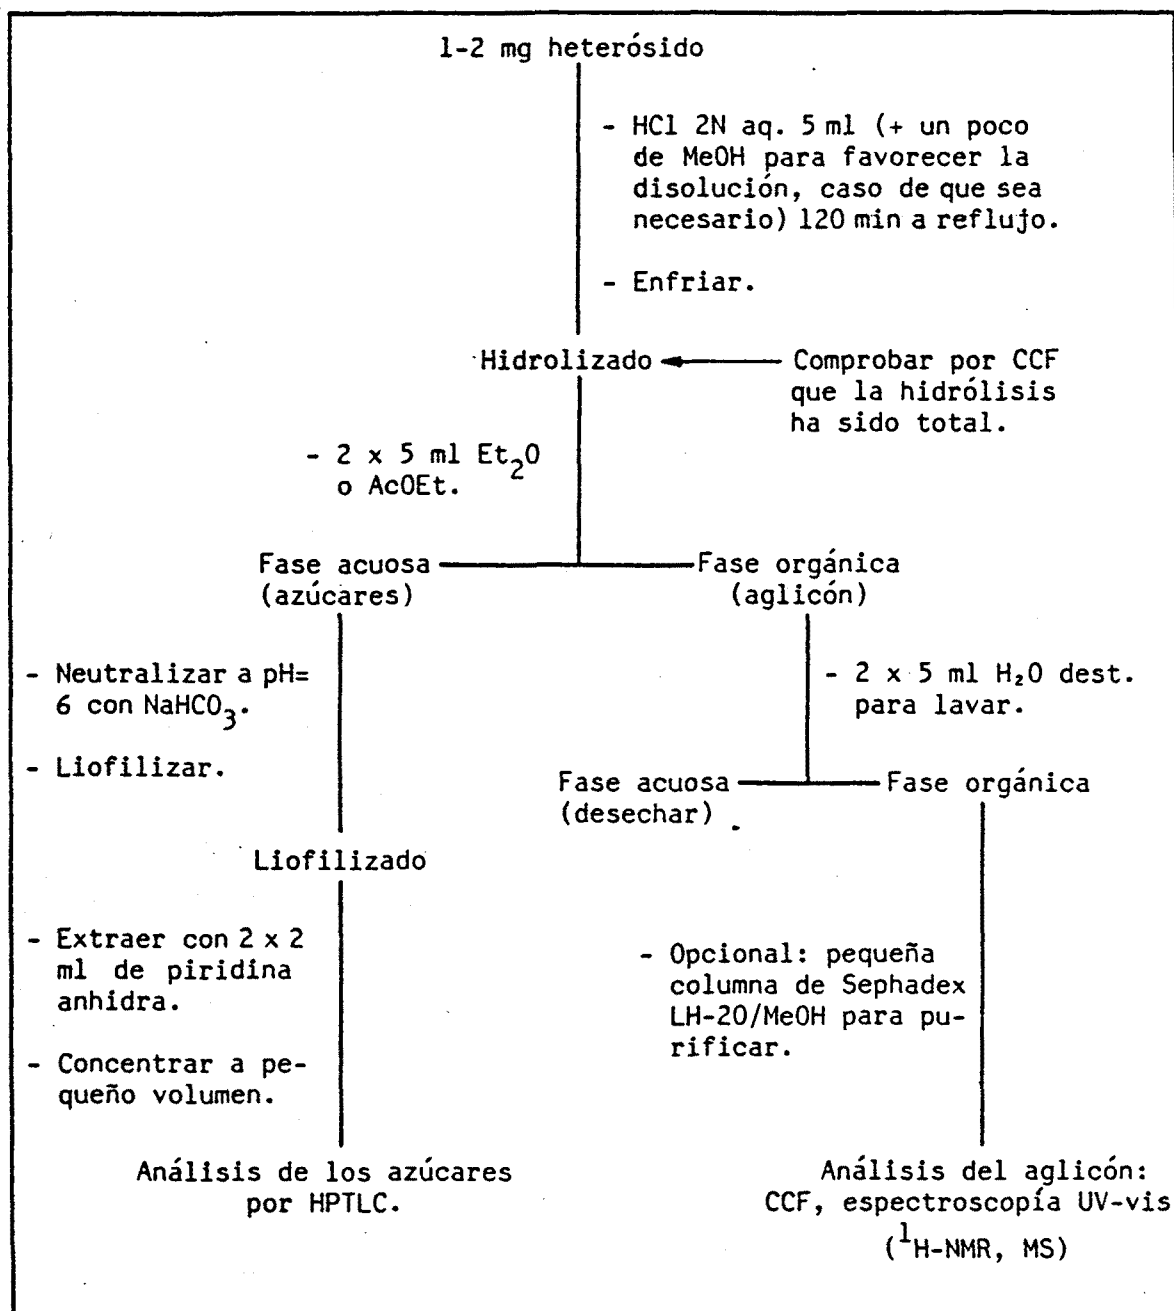 1-2 mg heterósido
- HCl 2N aq. 5 ml (+ un poco
de MeOH para favorecer la
disolución, caso de que sea
necesario) 120 min a reflujo.
- Enfriar.
Hidrolizado
Comprobar por CCF
que la hidrólisis
ha sido total.
- 2 x 5 ml Et2O
o AcOEt.
Fase acuosa
(azúcares)
Fase orgánica
(aglicón)
- Neutralizar a pH=
6 con NaHCO3.
- Liofilizar.
- 2 x 5 ml H₂O dest.
para lavar.
Fase acuosa
(desechar)
Fase orgánica
Liofilizado
- Extraer con 2 x 2
ml de piridina
anhidra.
- Concentrar a pe-
queño volumen.
- Opcional: pequeña
columna de Sephadex
LH-20/MeOH para pu-
rificar.
Análisis de los azúcares
por HPTLC.
Análisis del aglicón:
CCF, espectroscopía UV-vis
(1H-NMR, MS)